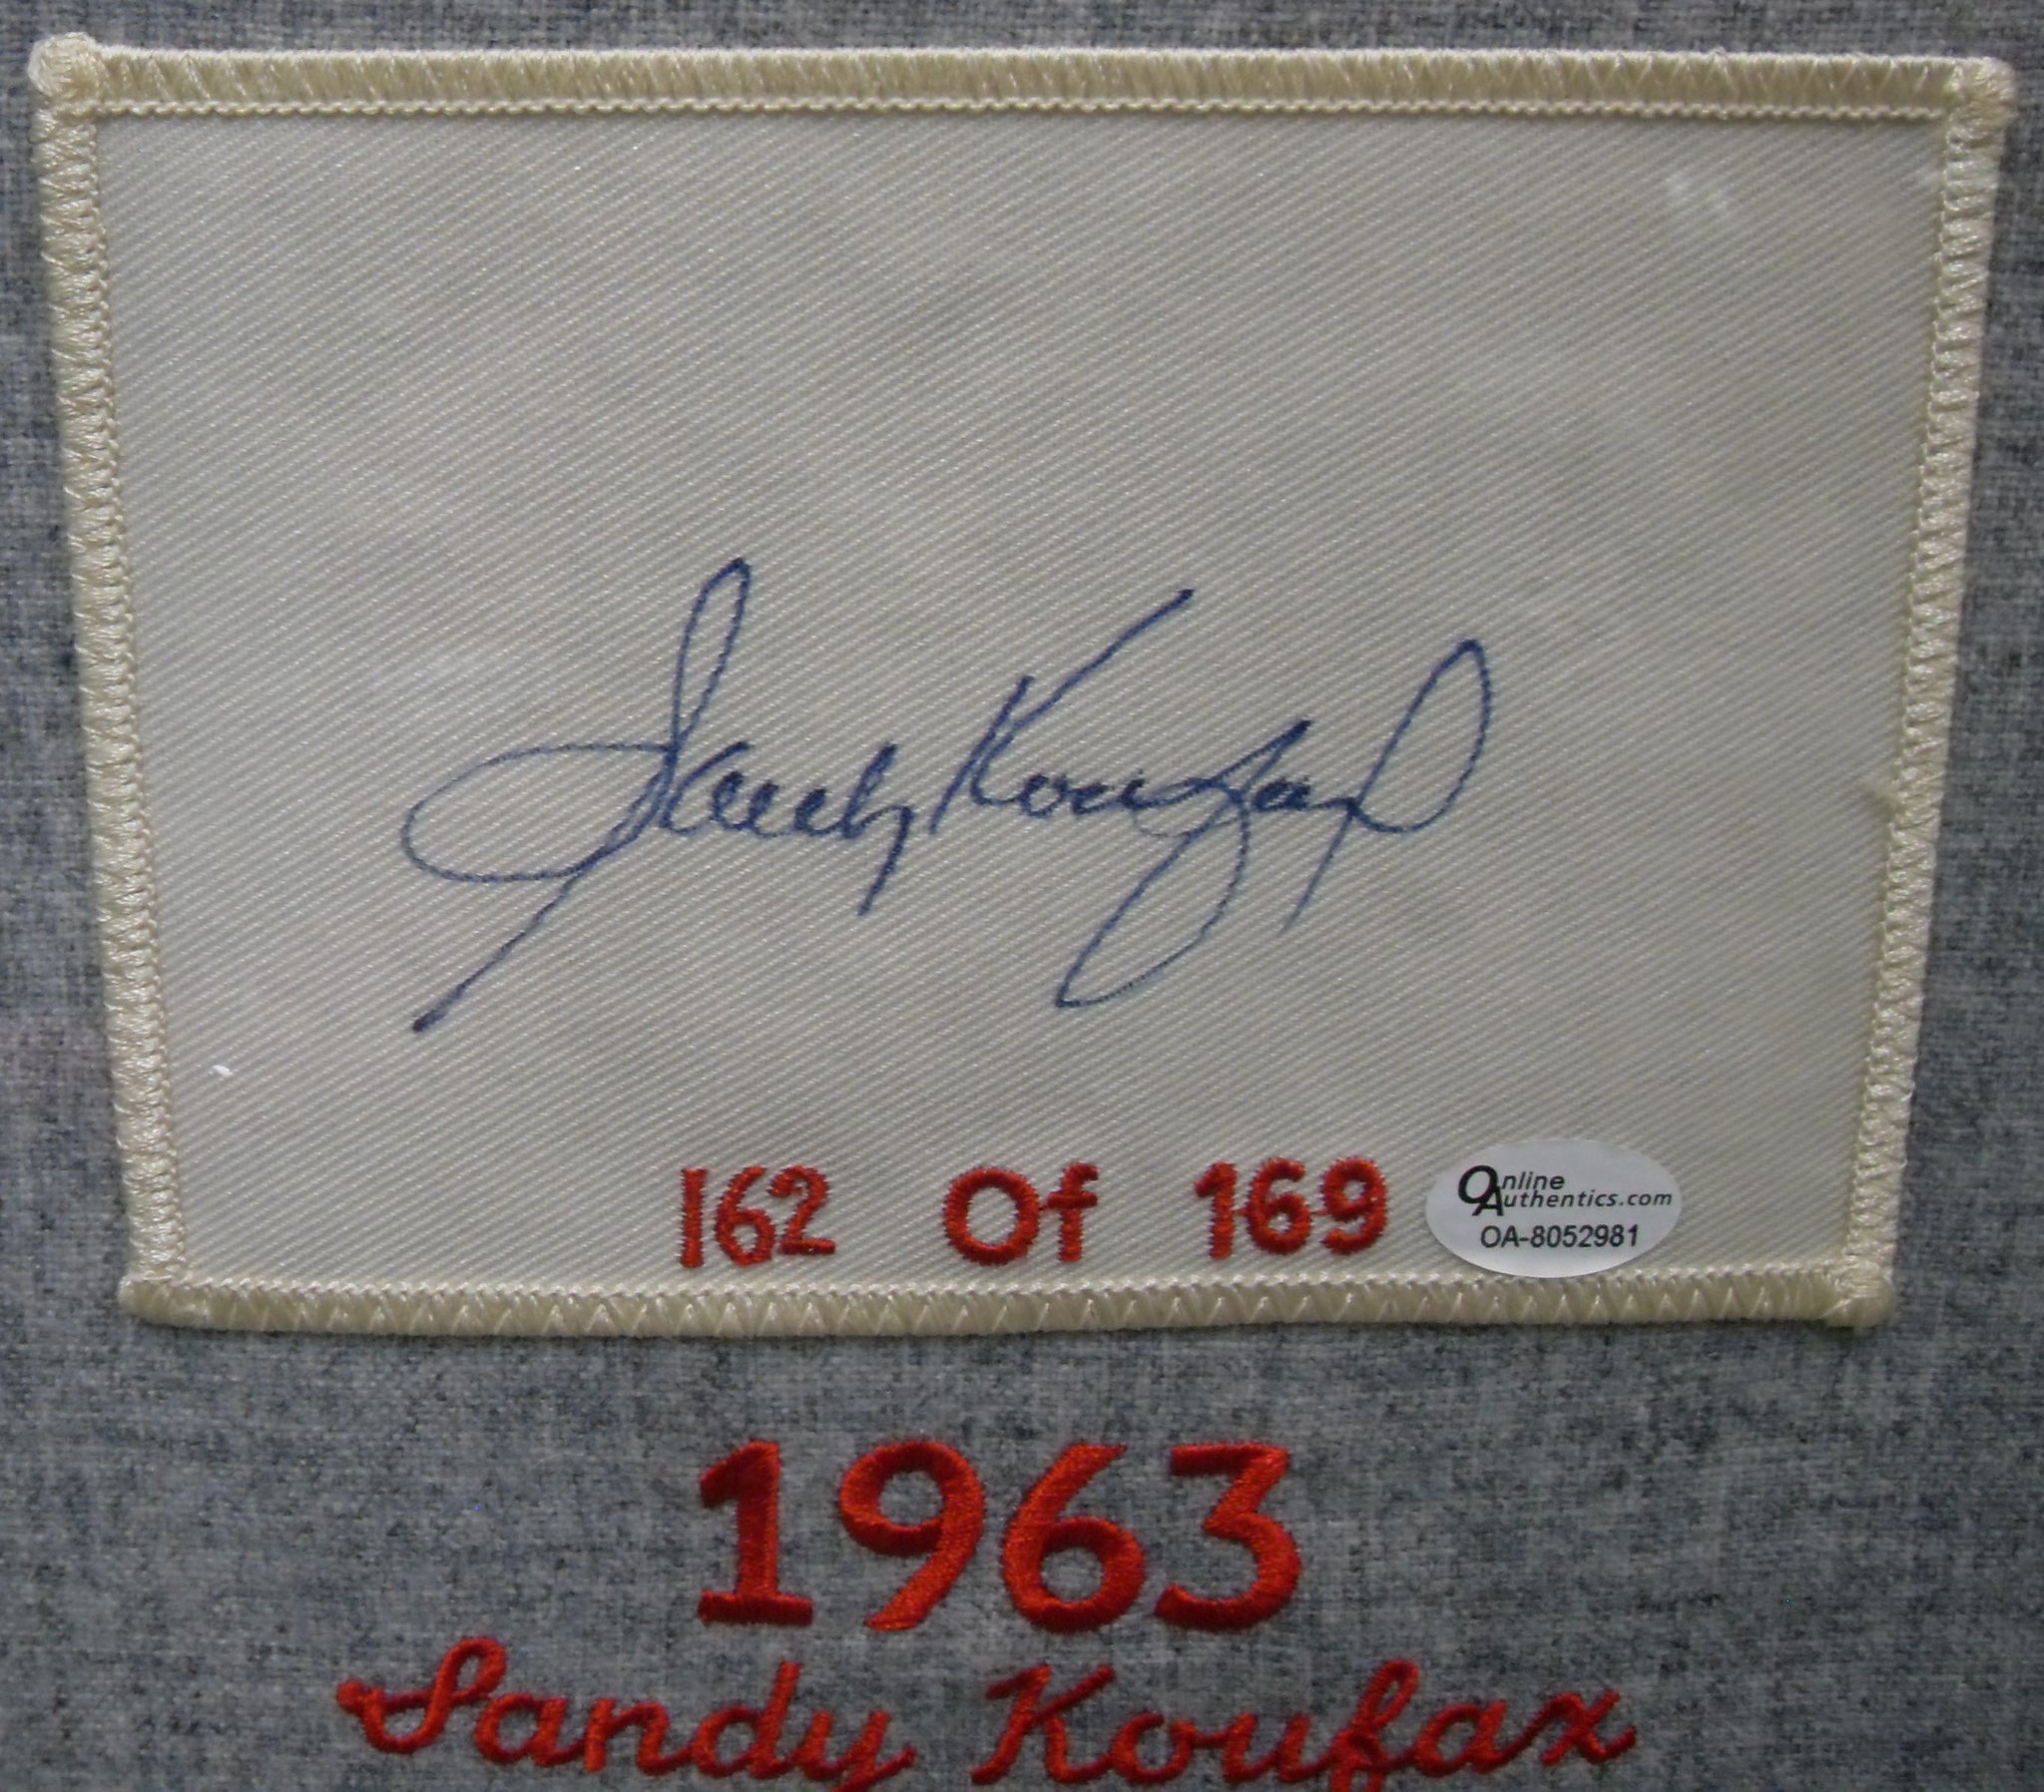 Sandy Koufax
162 Of 169
Online
Authentics.com
OA-8052981
1963
Sandy Koufax